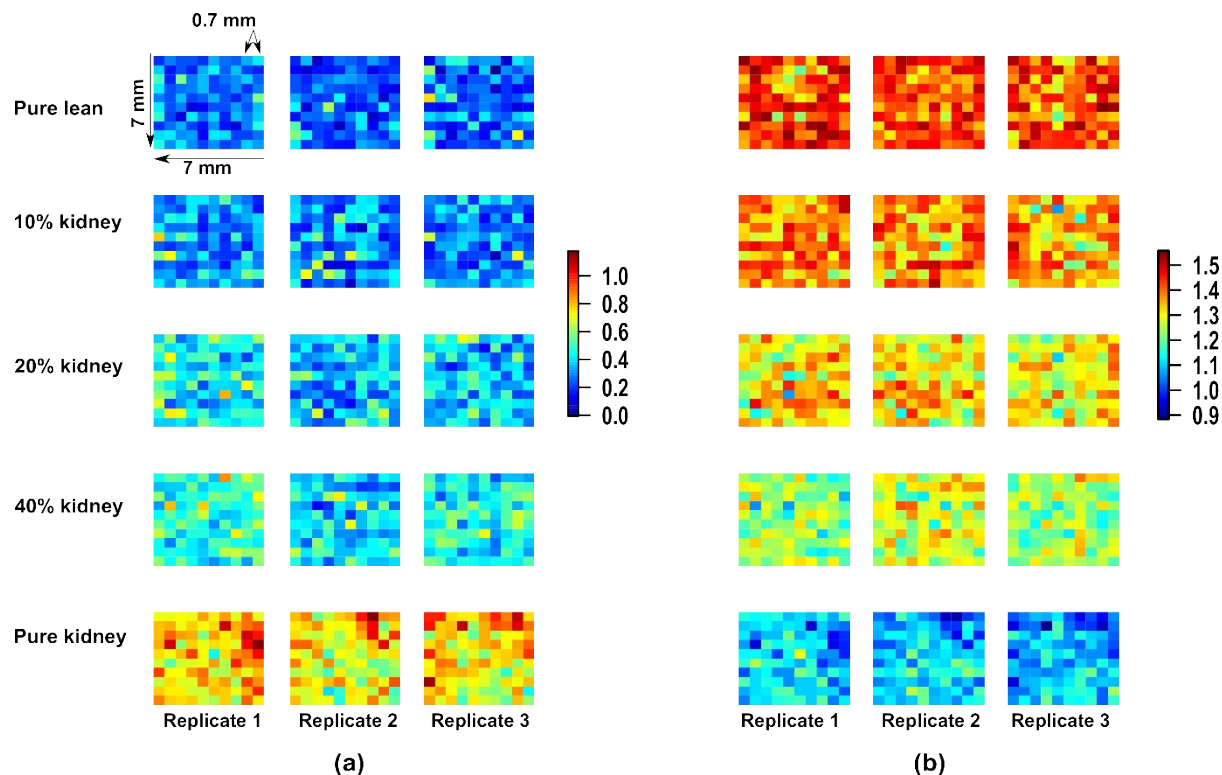 0.7 mm
Pure lean
7 mm
7 mm
10% kidney
20% kidney
40% kidney
Pure kidney
1.0
0.8
0.6
0.4
0.2
0.0
1.5
1.4
1.3
1.2
1.1
1.0
0.9
Replicate 1 Replicate 2 Replicate 3
Replicate 1 Replicate 2 Replicate 3
(a)
(b)